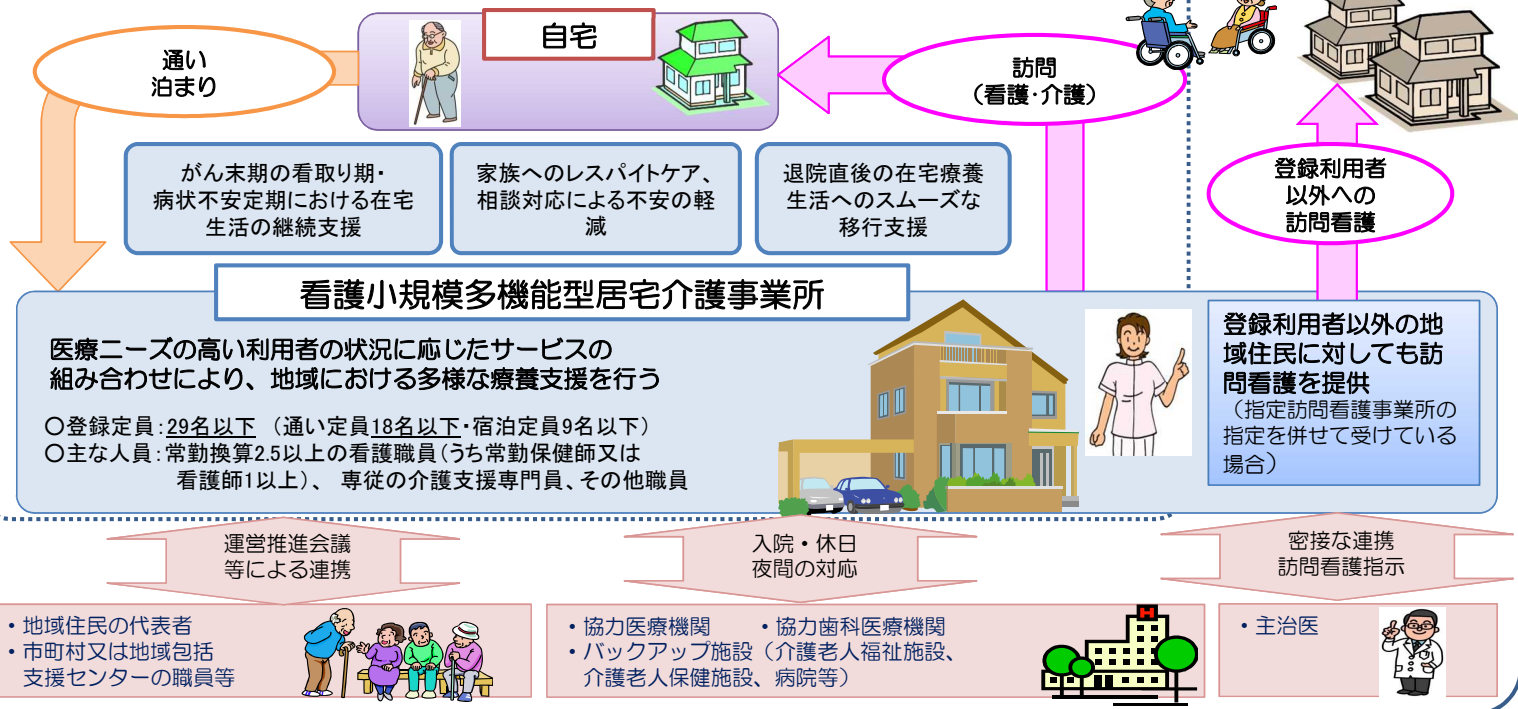 自宅
通い
泊まり
訪問
（看護・介護）
がん末期の看取り期・
病状不安定期における在宅
生活の継続支援
家族へのレスパイトケア、
相談対応による不安の軽
減
退院直後の在宅療養
生活へのスムーズな
移行支援
登録利用者
以外への
訪問看護
看護小規模多機能型居宅介護事業所
医療ニーズの高い利用者の状況に応じたサービスの
組み合わせにより、地域における多様な療養支援を行う
○登録定員：29名以下 （通い定員18名以下・宿泊定員9名以下）
○主な人員：常勤換算2.5以上の看護職員（うち常勤保健師又は
看護師1以上）、 専従の介護支援専門員、その他職員
登録利用者以外の地
域住民に対しても訪
問看護を提供
（指定訪問看護事業所の
指定を併せて受けている
場合）
運営推進会議
等による連携
入院・休日
夜間の対応
密接な連携
訪問看護指示
・地域住民の代表者
・市町村又は地域包括
支援センターの職員等
・協力医療機関 ・協力歯科医療機関
・バックアップ施設（介護老人福祉施設、
介護老人保健施設、病院等）
H
・主治医